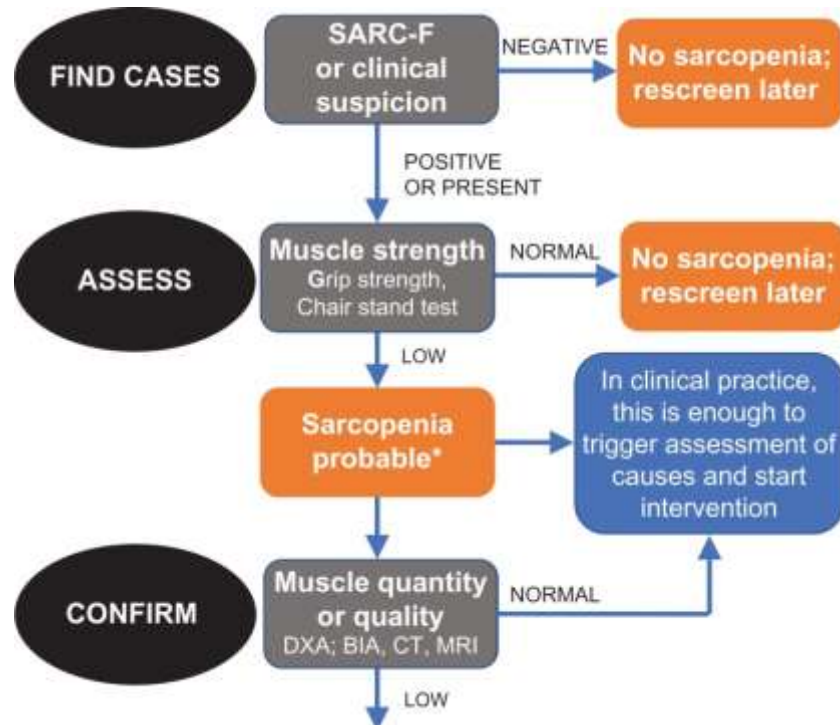 FIND CASES
SARC-F
or clinical
suspicion
NEGATIVE
No sarcopenia;
rescreen later
POSITIVE
OR PRESENT
ASSESS
Muscle strength
Grip strength,
Chair stand test
NORMAL
No sarcopenia;
rescreen later
LOW
Sarcopenia
probable*
In clinical practice,
this is enough to
trigger assessment of
causes and start
intervention
CONFIRM
Muscle quantity
or quality
DXA; BIA, CT, MRI
NORMAL
LOW